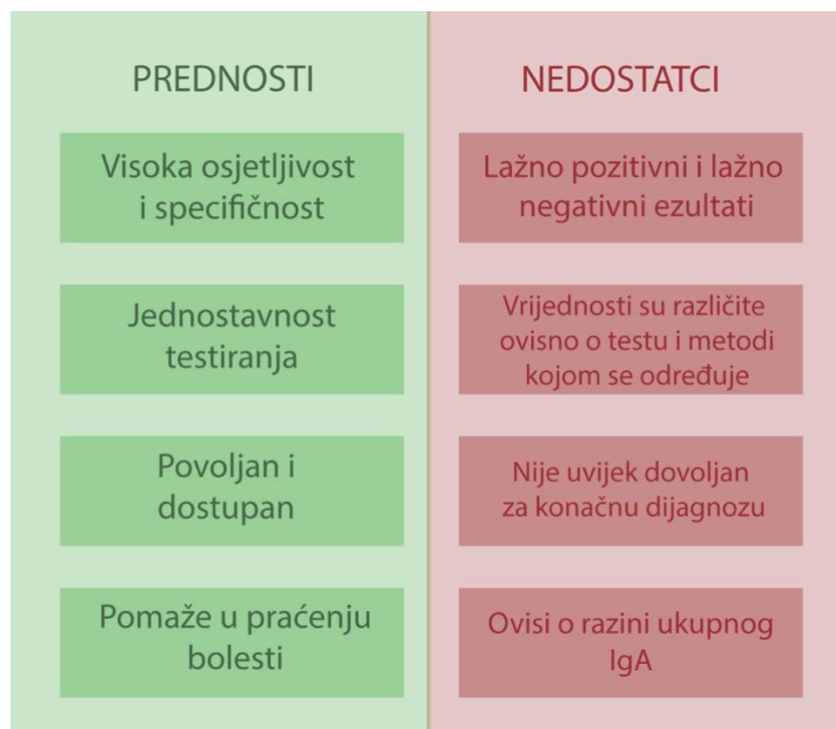 PREDNOSTI
Visoka osjetljivost
i specifičnost
Jednostavnost
testiranja
Povoljan i
dostupan
Pomaže u praćenju
bolesti
NEDOSTATCI
Lažno pozitivni i lažno
negativni ezultati
Vrijednosti su različite
ovisno o testu i metodi
kojom se određuje
Nije uvijek dovoljan
za konačnu dijagnozu
Ovisi o razini ukupnog
IgA